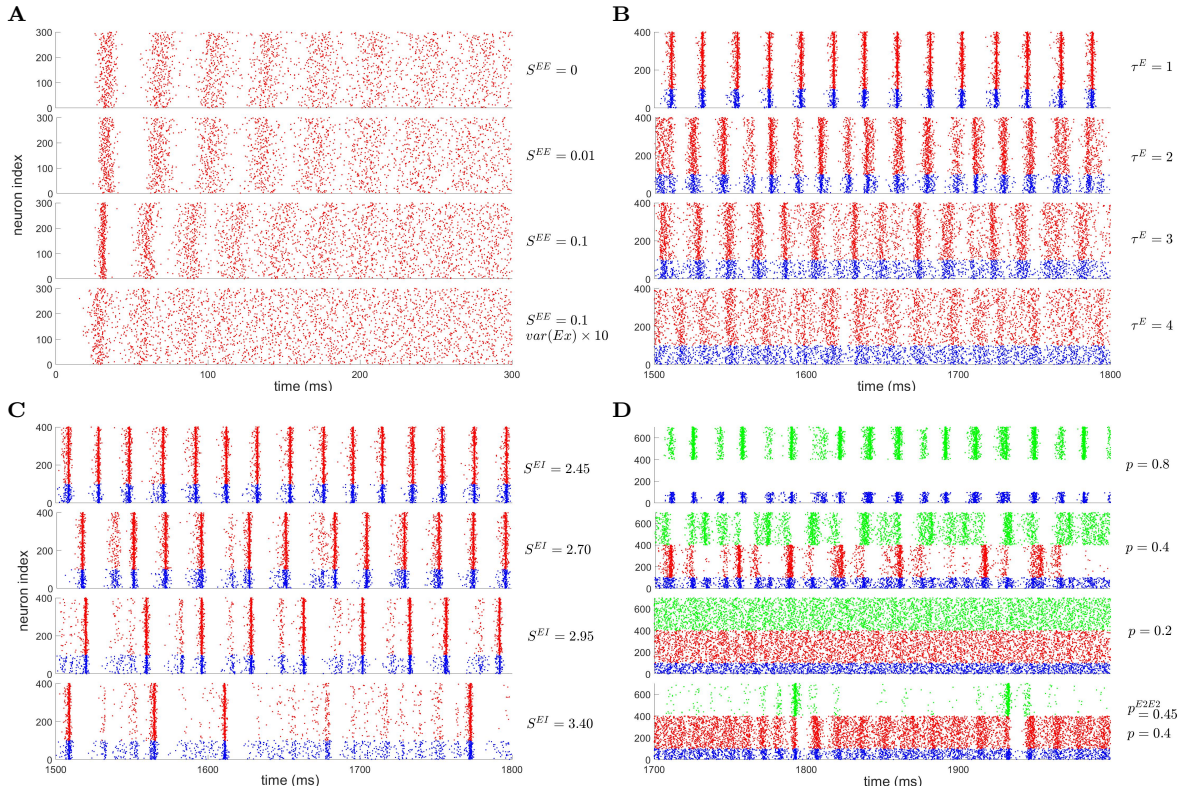 A
300
200
100
0
S^{EE} = 0
300
200
100
0
S^{EE} = 0.01
300
200
100
0
S^{EE} = 0.1
300
200
100
0
S^{EE} = 0.1
var(Ex) × 10
neuron index
0 100 200 300
time (ms)
B
400
200
0
τ^E = 1
400
200
0
τ^E = 2
400
200
0
τ^E = 3
400
200
0
τ^E = 4
1500 1600 1700 1800
time (ms)
C
400
200
0
S^{EI} = 2.45
400
200
0
S^{EI} = 2.70
400
200
0
S^{EI} = 2.95
400
200
0
S^{EI} = 3.40
neuron index
1500 1600 1700 1800
time (ms)
D
600
400
200
0
p = 0.8
600
400
200
0
p = 0.4
600
400
200
0
p = 0.2
600
400
200
0
p^{E2E2}
= 0.45
p = 0.4
1700 1800 1900
time (ms)